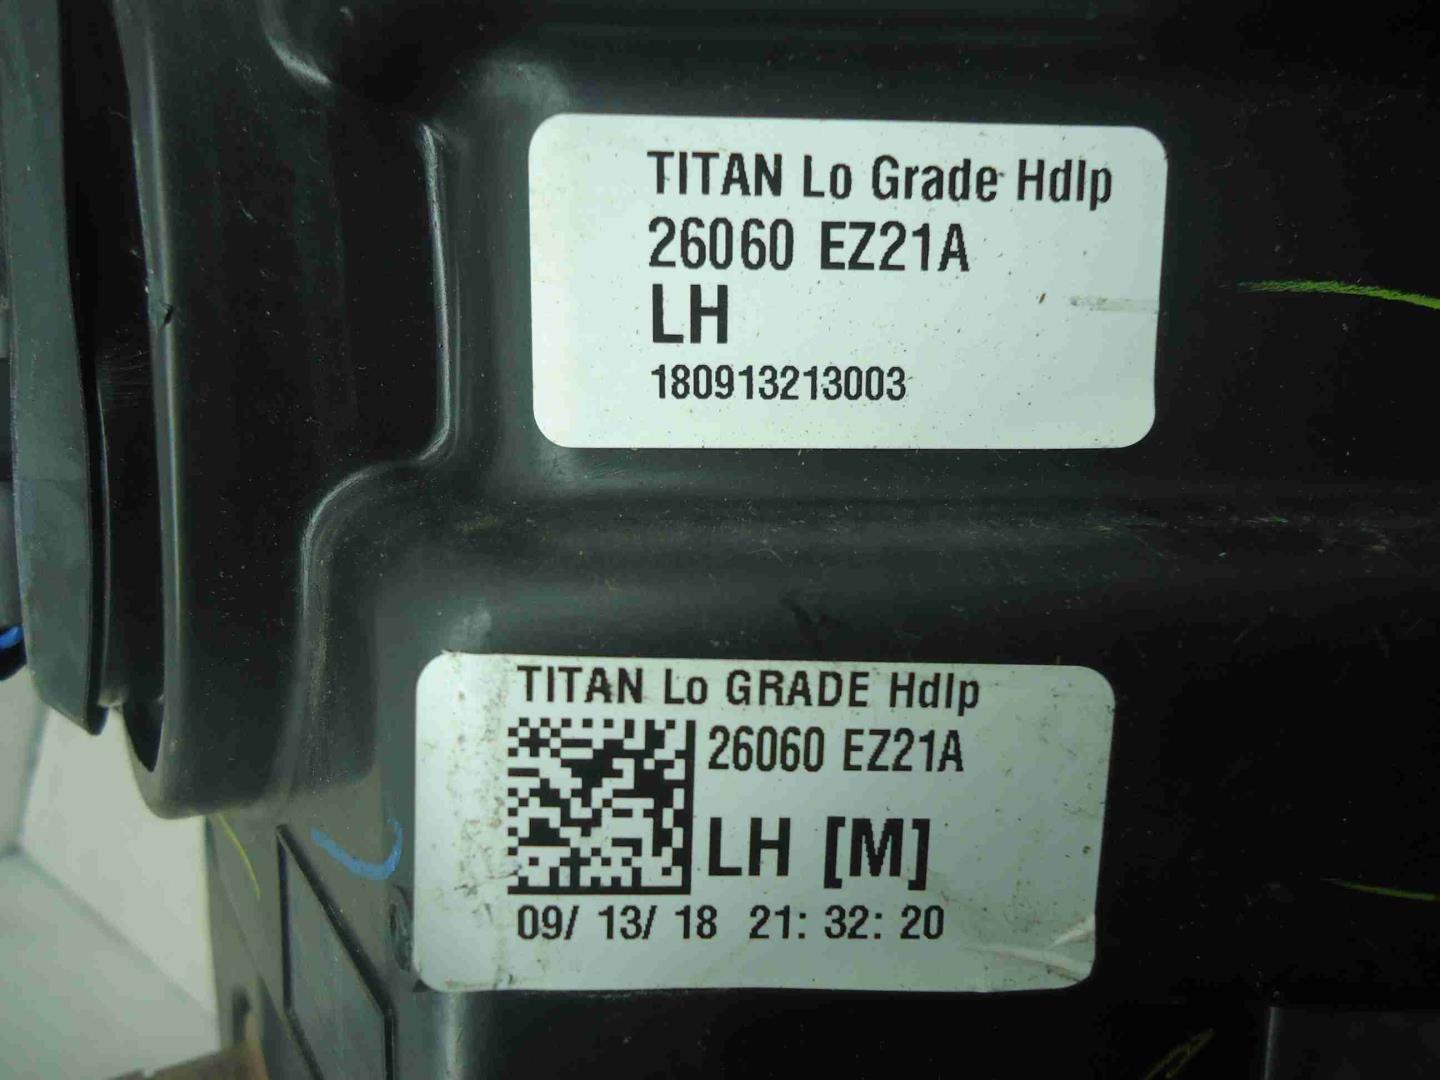 TITAN Lo Grade Hdlp
26060 EZ21A
LH
180913213003
TITAN Lo GRADE Hdlp
26060 EZ21A
LH [M]
09/ 13/ 18 21: 32: 20